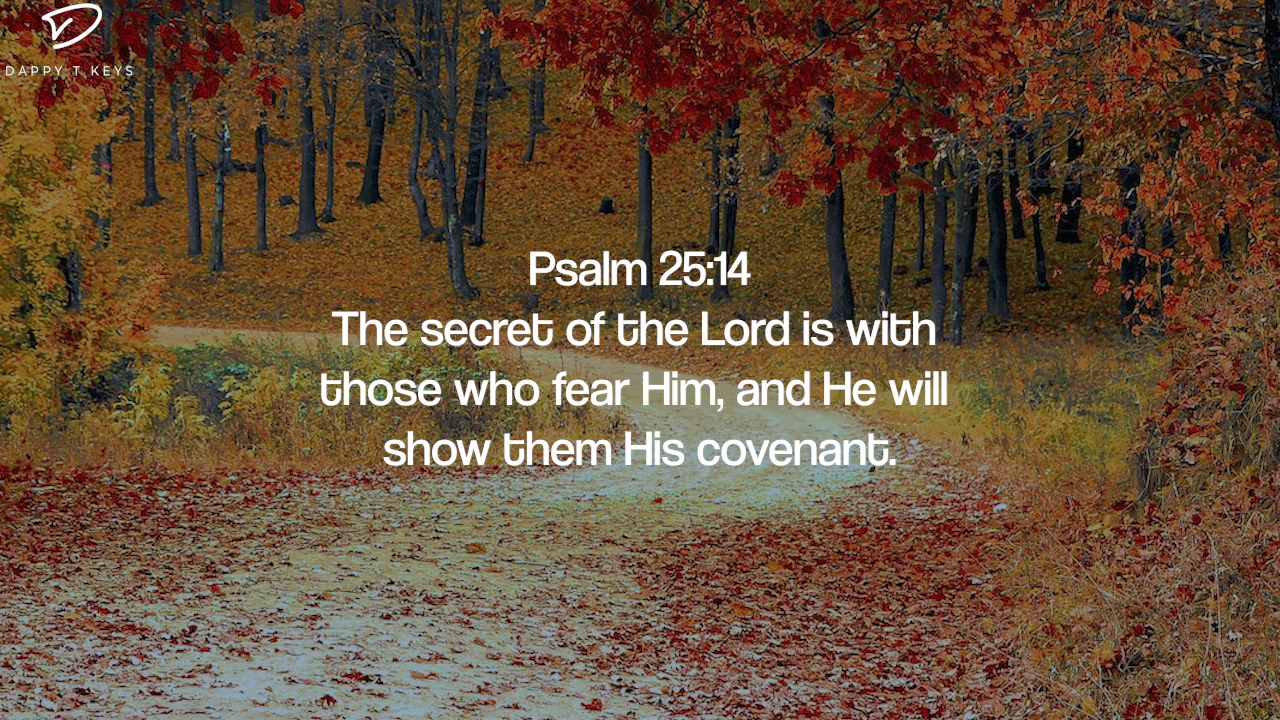 DAPPY T KEYS
Psalm 25:14
The secret of the Lord is with
those who fear Him, and He will
show them His covenant.